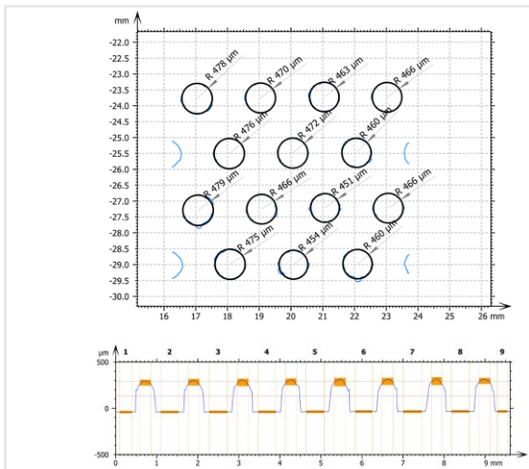 mm
-22.0
-22.5
-23.0
-23.5
-24.0
-24.5
-25.0
-25.5
-26.0
-26.5
-27.0
-27.5
-28.0
-28.5
-29.0
-29.5
-30.0
R 478 µm
R 470 µm
R 463 µm
R 466 µm
R 476 µm
R 472 µm
R 460 µm
R 479 µm
R 466 µm
R 451 µm
R 466 µm
R 475 µm
R 454 µm
R 460 µm
16 17 18 19 20 21 22 23 24 25 26 mm
µm 1 2 3 4 5 6 7 8 9
500
0
-500
0 1 2 3 4 5 6 7 8 9 mm